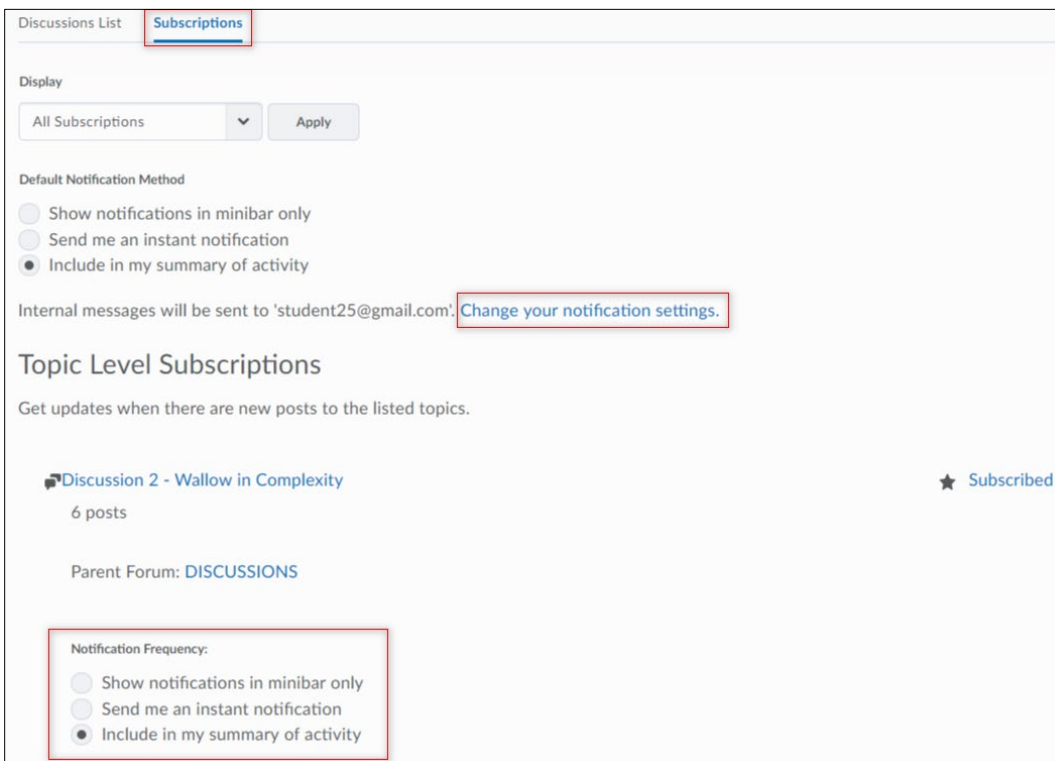 Discussions List Subscriptions
Display
All Subscriptions Apply
Default Notification Method
Show notifications in minibar only
Send me an instant notification
Include in my summary of activity
Internal messages will be sent to 'student25@gmail.com'. Change your notification settings.
Topic Level Subscriptions
Get updates when there are new posts to the listed topics.
Discussion 2 - Wallow in Complexity Subscribed
6 posts
Parent Forum: DISCUSSIONS
Notification Frequency:
Show notifications in minibar only
Send me an instant notification
Include in my summary of activity